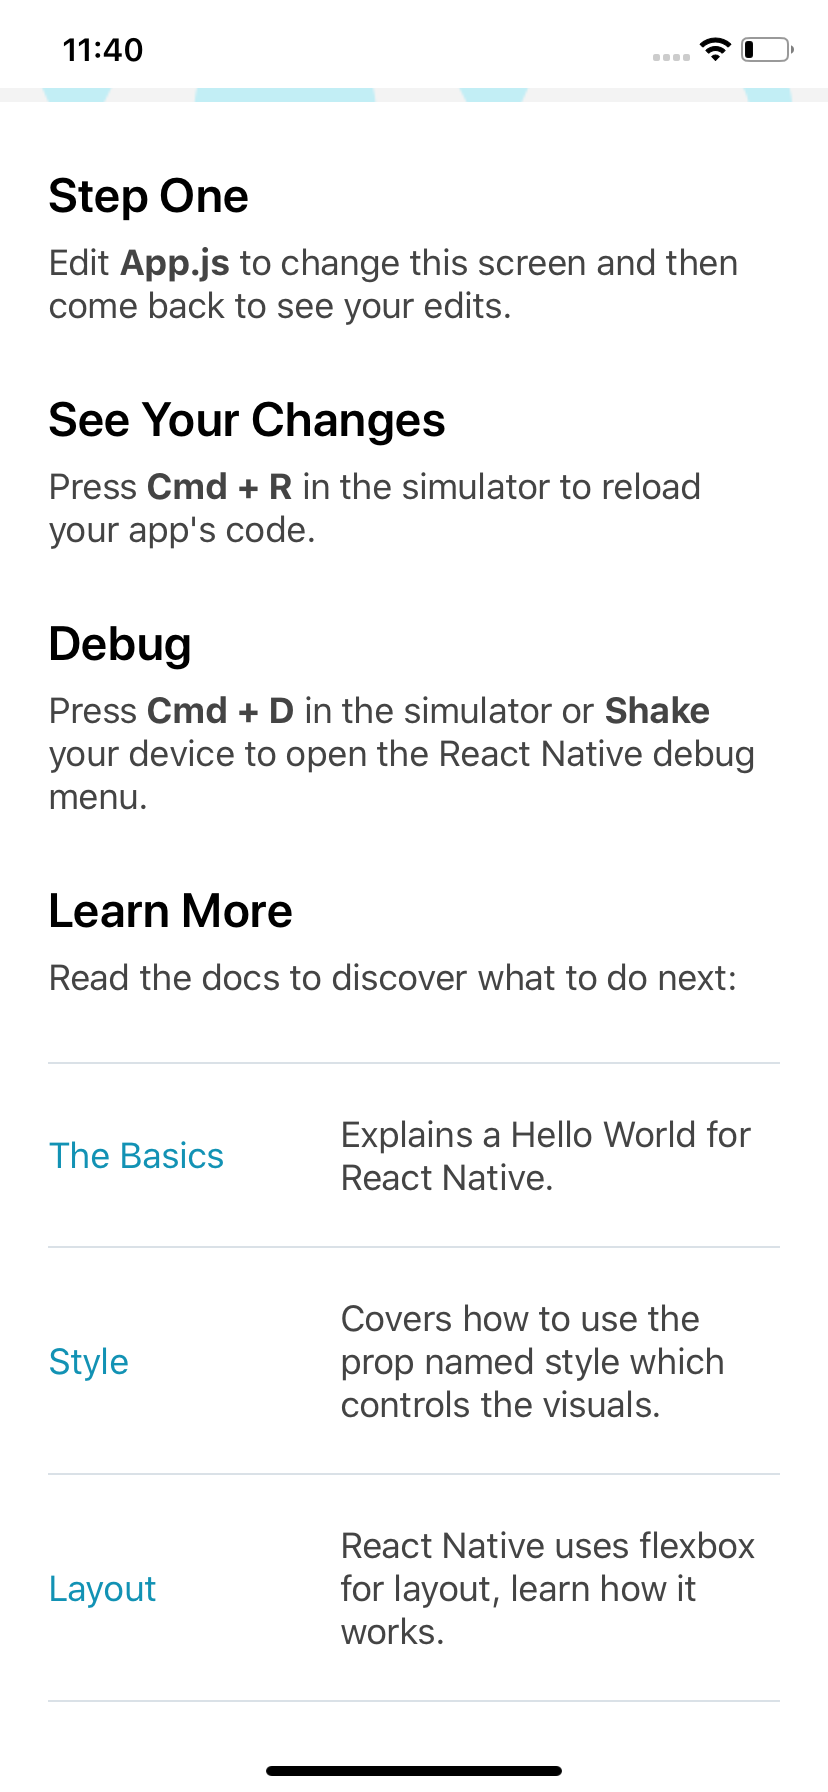 11:40
Step One
Edit App.js to change this screen and then
come back to see your edits.
See Your Changes
Press Cmd + R in the simulator to reload
your app's code.
Debug
Press Cmd + D in the simulator or Shake
your device to open the React Native debug
menu.
Learn More
Read the docs to discover what to do next:
The Basics
Explains a Hello World for
React Native.
Style
Covers how to use the
prop named style which
controls the visuals.
Layout
React Native uses flexbox
for layout, learn how it
works.